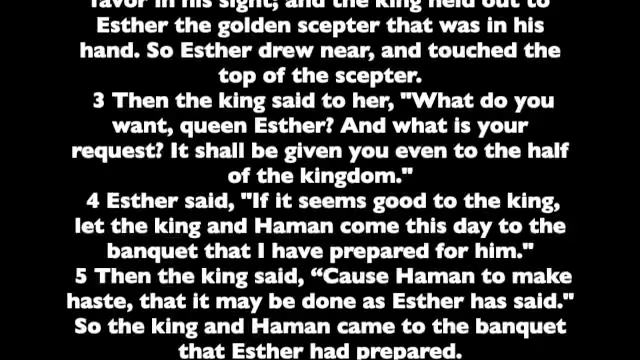 favor in his sight; and the king held out to
Esther the golden scepter that was in his
hand. So Esther drew near, and touched the
top of the scepter.
3 Then the king said to her, "What do you
want, queen Esther? And what is your
request? It shall be given you even to the half
of the kingdom."
4 Esther said, "If it seems good to the king,
let the king and Haman come this day to the
banquet that I have prepared for him."
5 Then the king said, “Cause Haman to make
haste, that it may be done as Esther has said."
So the king and Haman came to the banquet
that Esther had prepared.